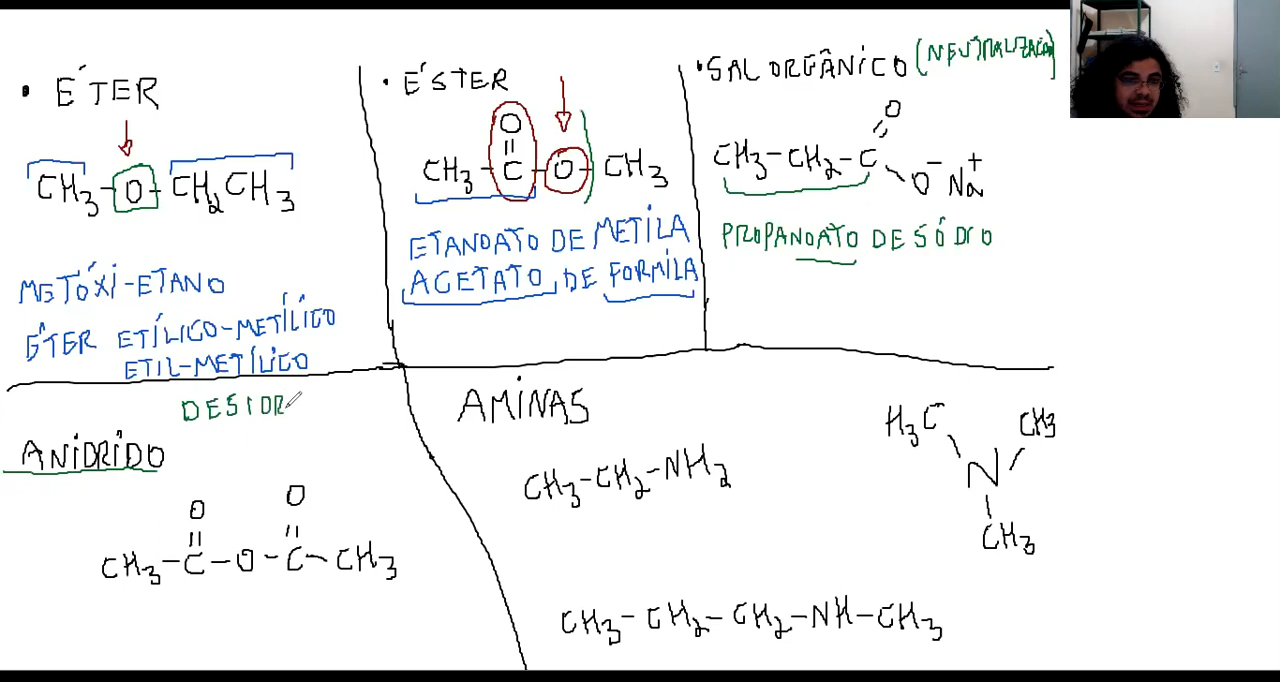 • ÉTER
CH3-O-CH2CH3
METÓXI-ETANO
ÉTER ETÍLICO-METÍLICO
ETIL-METÍLICO
• ÉSTER
O
CH3-C-O-CH3
ETANOATO DE METILA
ACETATO DE FORMILA
• SAL ORGÂNICO (NEUTRALIZAÇÃO)
O
CH3-CH2-C
O⁻ Na⁺
PROPANOATO DE SÓDIO
DESIDR
ANIDRIDO
O O
CH3-C-O-C-CH3
AMINAS
CH3-CH2-NH2
H3C CH3
N
CH3
CH3-CH2-CH2-NH-CH3